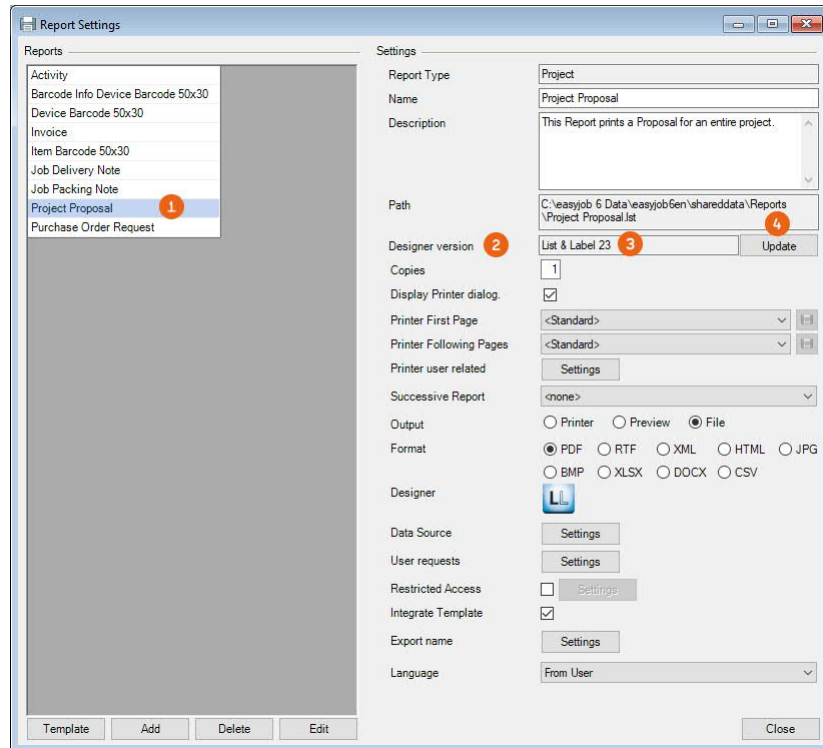 Report Settings
Reports
Activity
Barcode Info Device Barcode 50x30
Device Barcode 50x30
Invoice
Item Barcode 50x30
Job Delivery Note
Job Packing Note
Project Proposal 1
Purchase Order Request
Template Add Delete Edit
Settings
Report Type Project
Name Project Proposal
Description This Report prints a Proposal for an entire project.
Path C:\easyjob 6 Data\easyjob6en\shareddata\Reports
\Project Proposal.lst
4
Designer version 2 List & Label 23 3 Update
Copies 1
Display Printer dialog.
Printer First Page <Standard>
Printer Following Pages <Standard>
Printer user related Settings
Successive Report <none>
Output Printer Preview File
Format PDF RTF XML HTML JPG
BMP XLSX DOCX CSV
Designer LL
Data Source Settings
User requests Settings
Restricted Access Settings
Integrate Template
Export name Settings
Language From User
Close